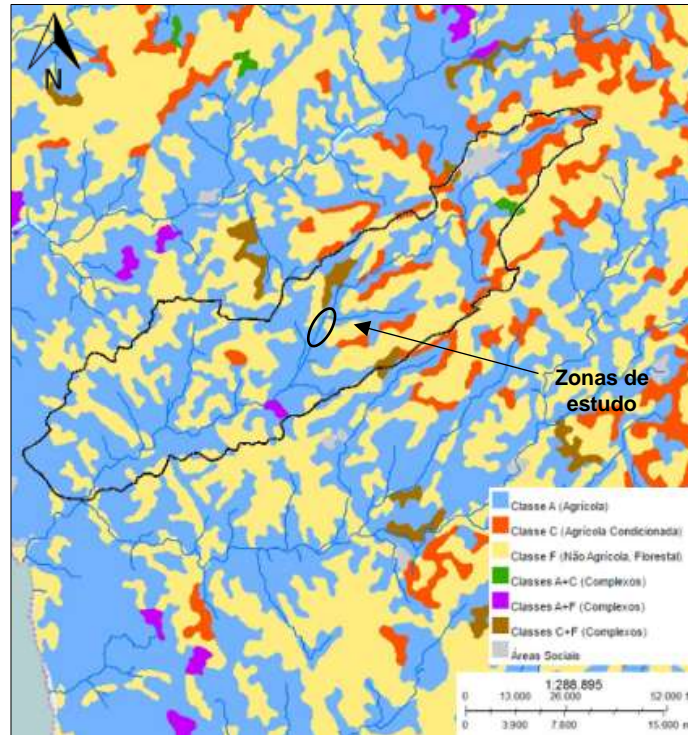 N
Zonas de
estudo
Classe A (Agrícola)
Classe C (Agrícola Condicionada)
Classe F (Não Agrícola, Florestal)
Classes A+C (Complexos)
Classes A+F (Complexos)
Classes C+F (Complexos)
Áreas Sociais
1:288.895
0 13.000 26.000 52.000
0 3.900 7.800 15.600 m